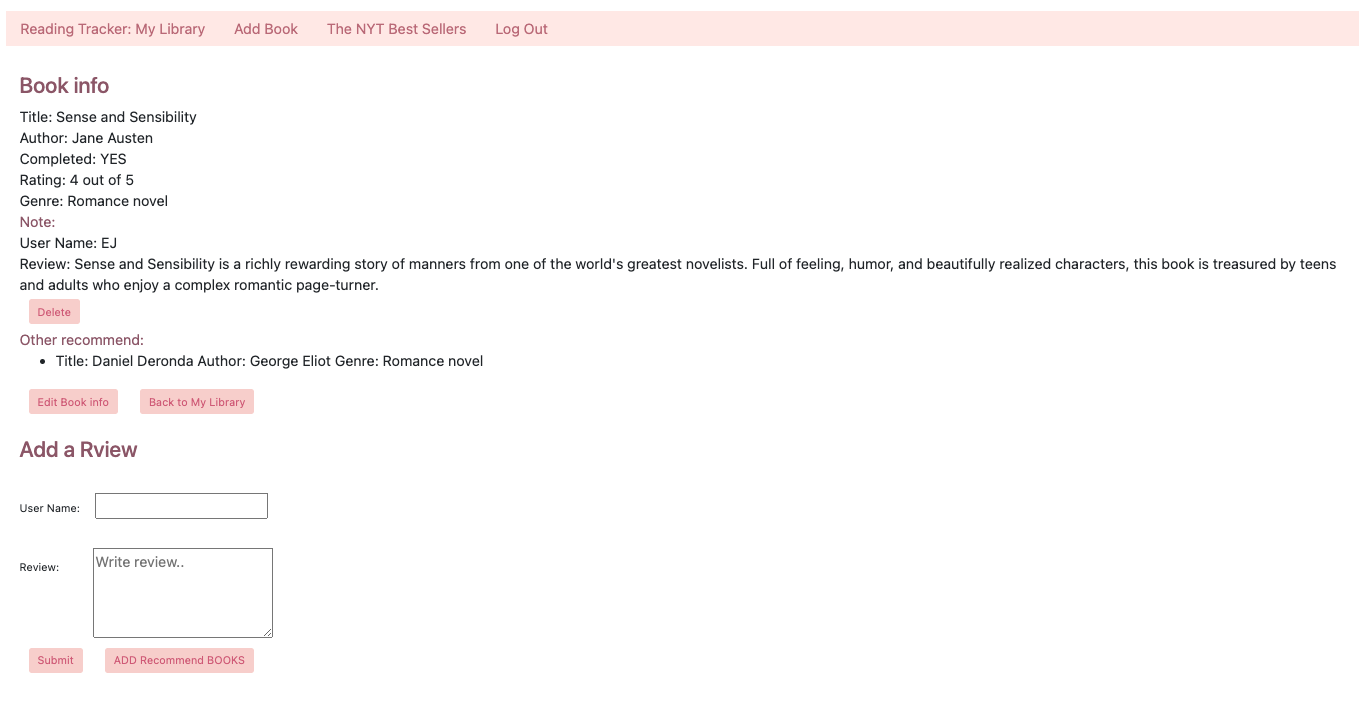 Reading Tracker: My Library Add Book The NYT Best Sellers Log Out
Book info
Title: Sense and Sensibility
Author: Jane Austen
Completed: YES
Rating: 4 out of 5
Genre: Romance novel
Note:
User Name: EJ
Review: Sense and Sensibility is a richly rewarding story of manners from one of the world's greatest novelists. Full of feeling, humor, and beautifully realized characters, this book is treasured by teens
and adults who enjoy a complex romantic page-turner.
Delete
Other recommend:
• Title: Daniel Deronda Author: George Eliot Genre: Romance novel
Edit Book info Back to My Library
Add a Rview
User Name:
Review: Write review..
Submit ADD Recommend BOOKS